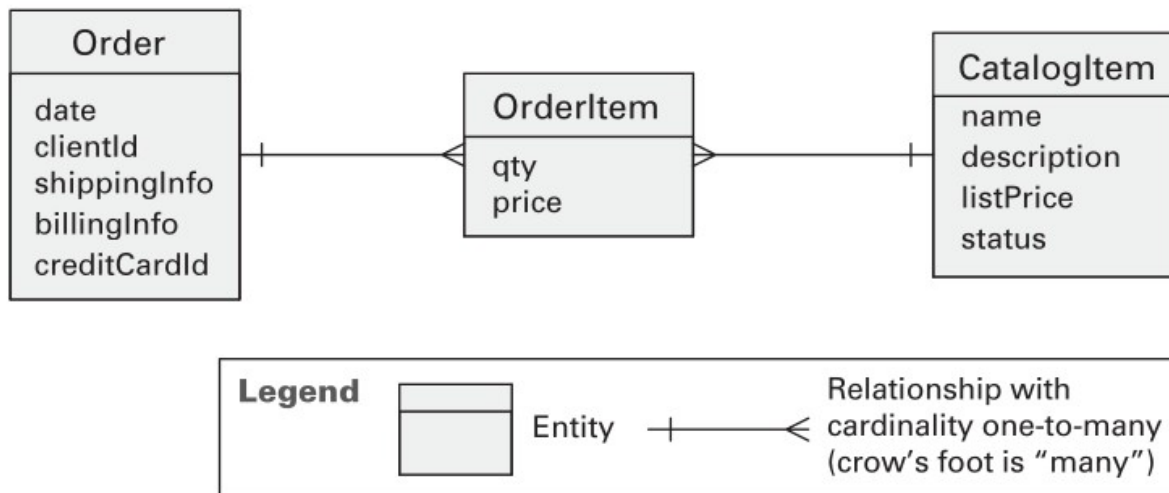 Order
date
clientId
shippingInfo
billingInfo
creditCardId
OrderItem
qty
price
CatalogItem
name
description
listPrice
status
Legend
Entity
Relationship with
cardinality one-to-many
(crow's foot is “many”)